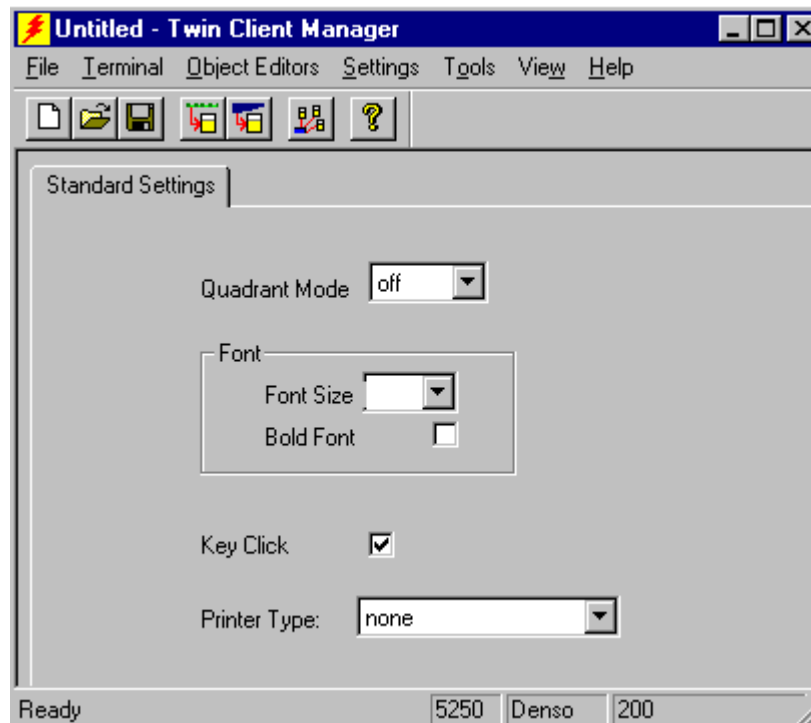 Untitled - Twin Client Manager
File Terminal Object Editors Settings Tools View Help
Standard Settings
Quadrant Mode off
Font
Font Size
Bold Font
Key Click
Printer Type: none
Ready 5250 Denso 200